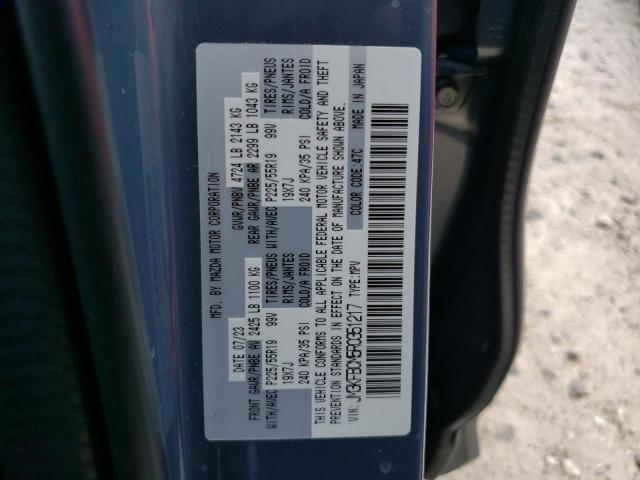 MFD. BY MAZDA MOTOR CORPORATION
DATE 07/23 GVWR/PNBV 4724 LB 2143 KG
FRONT GAWR/PNBE AV 2425 LB 1100 KG REAR GAWR/PNBE AR 2299 LB 1043 KG
WITH/AVEC P225/55R19 99V TIRES/PNEUS WITH/AVEC P225/55R19 99V TIRES/PNEUS
19X7J RIMS/JANTES 19X7J RIMS/JANTES
240 KPA/35 PSI COLD/A FROID 240 KPA/35 PSI COLD/A FROID
THIS VEHICLE CONFORMS TO ALL APPLICABLE FEDERAL MOTOR VEHICLE SAFETY AND THEFT
PREVENTION STANDARDS IN EFFECT ON THE DATE OF MANUFACTURE SHOWN ABOVE.
COLOR CODE:47C MADE IN JAPAN
VIN: JM3KFBCM6RC351217 TYPE:MPV